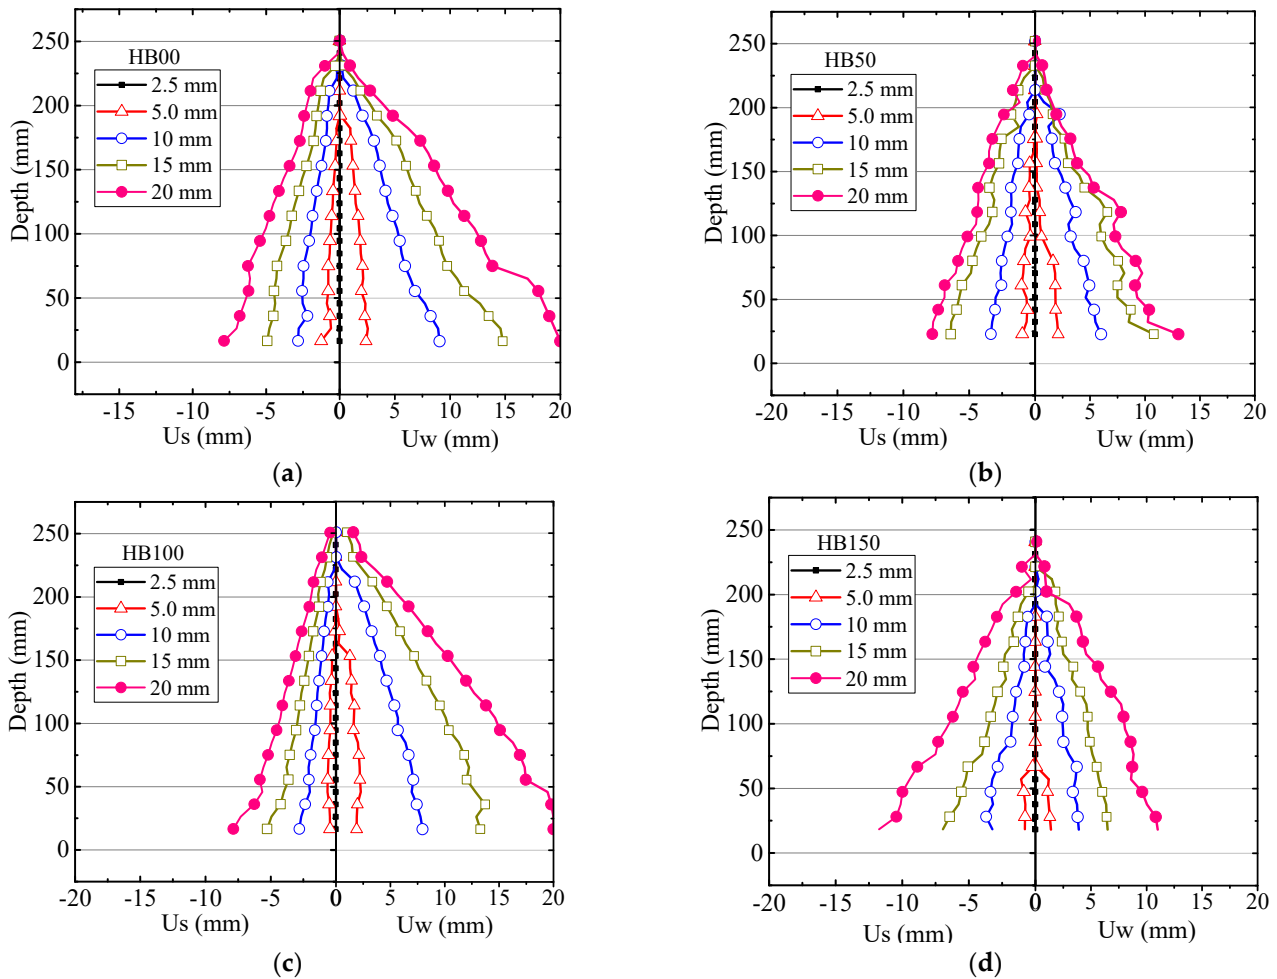 HB00
2.5 mm
5.0 mm
10 mm
15 mm
20 mm
Depth (mm)
250
200
150
100
50
0
-15 -10 -5 0 5 10 15 20
Us (mm) Uw (mm)
(a)
HB50
2.5 mm
5.0 mm
10 mm
15 mm
20 mm
Depth (mm)
250
200
150
100
50
0
-20 -15 -10 -5 0 5 10 15 20
Us (mm) Uw (mm)
(b)
HB100
2.5 mm
5.0 mm
10 mm
15 mm
20 mm
Depth (mm)
250
200
150
100
50
0
-20 -15 -10 -5 0 5 10 15 20
Us (mm) Uw (mm)
(c)
HB150
2.5 mm
5.0 mm
10 mm
15 mm
20 mm
Depth (mm)
250
200
150
100
50
0
-20 -15 -10 -5 0 5 10 15 20
Us (mm) Uw (mm)
(d)